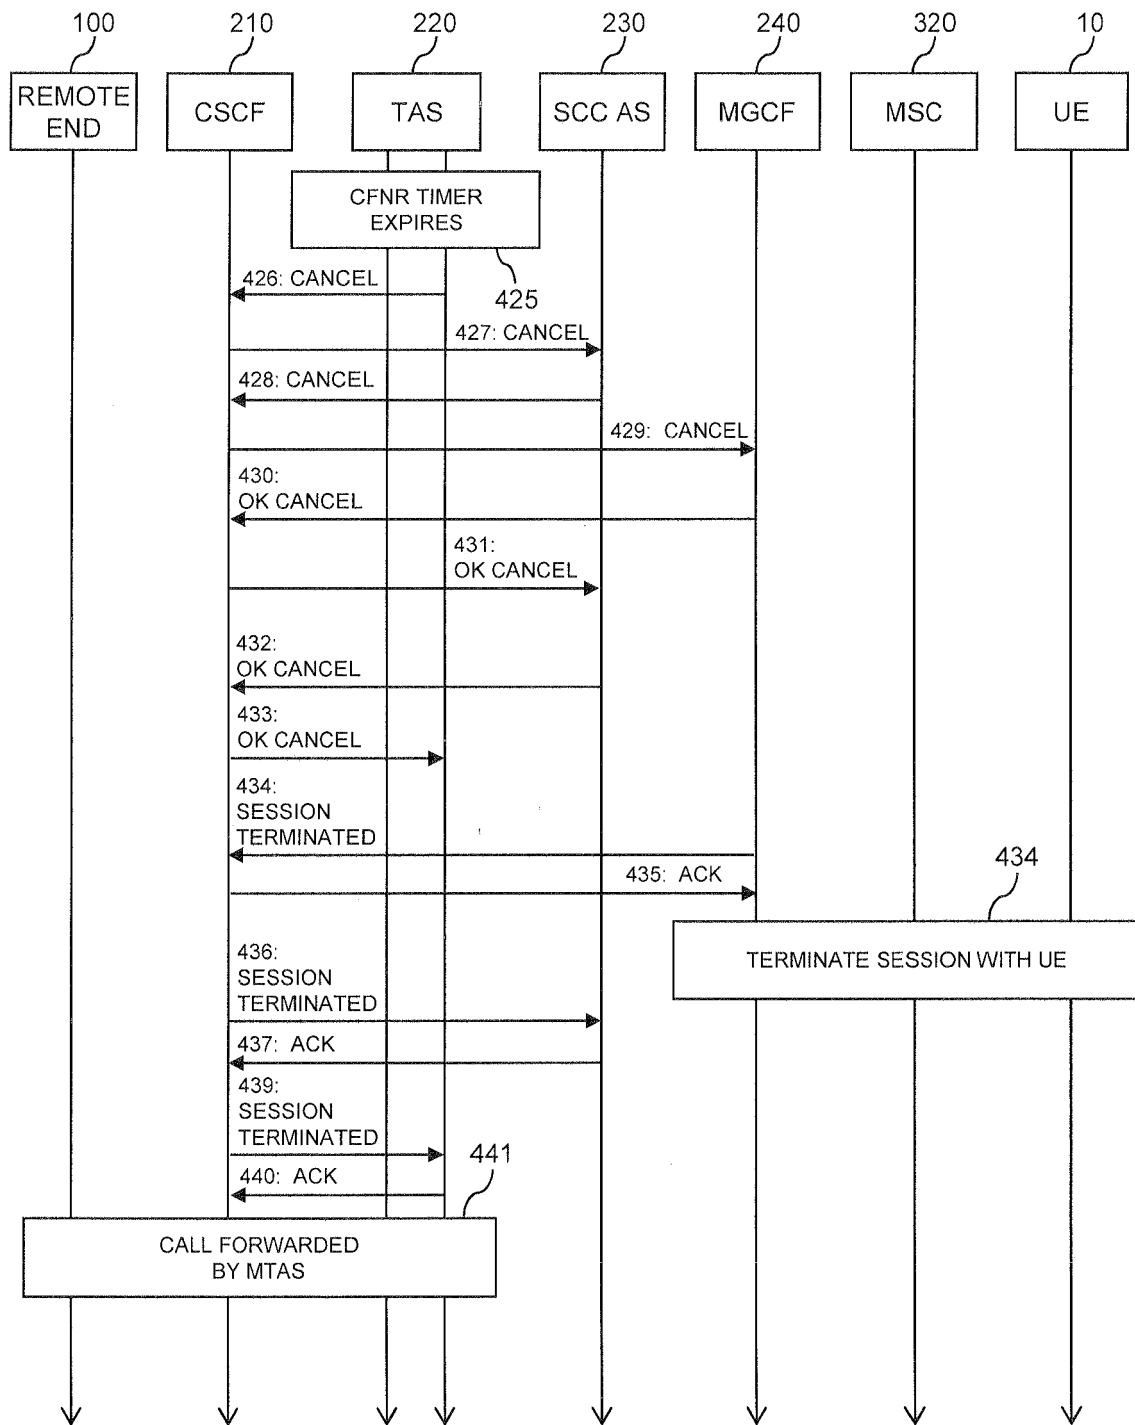 100 210 220 230 240 320 10
REMOTE
END
CSCF
TAS
SCC AS
MGCF
MSC
UE
CFNR TIMER
EXPIRES
425
426: CANCEL
427: CANCEL
428: CANCEL
429: CANCEL
430:
OK CANCEL
431:
OK CANCEL
432:
OK CANCEL
433:
OK CANCEL
434:
SESSION
TERMINATED
435: ACK
434
TERMINATE SESSION WITH UE
436:
SESSION
TERMINATED
437: ACK
439:
SESSION
TERMINATED
440: ACK
441
CALL FORWARDED
BY MTAS